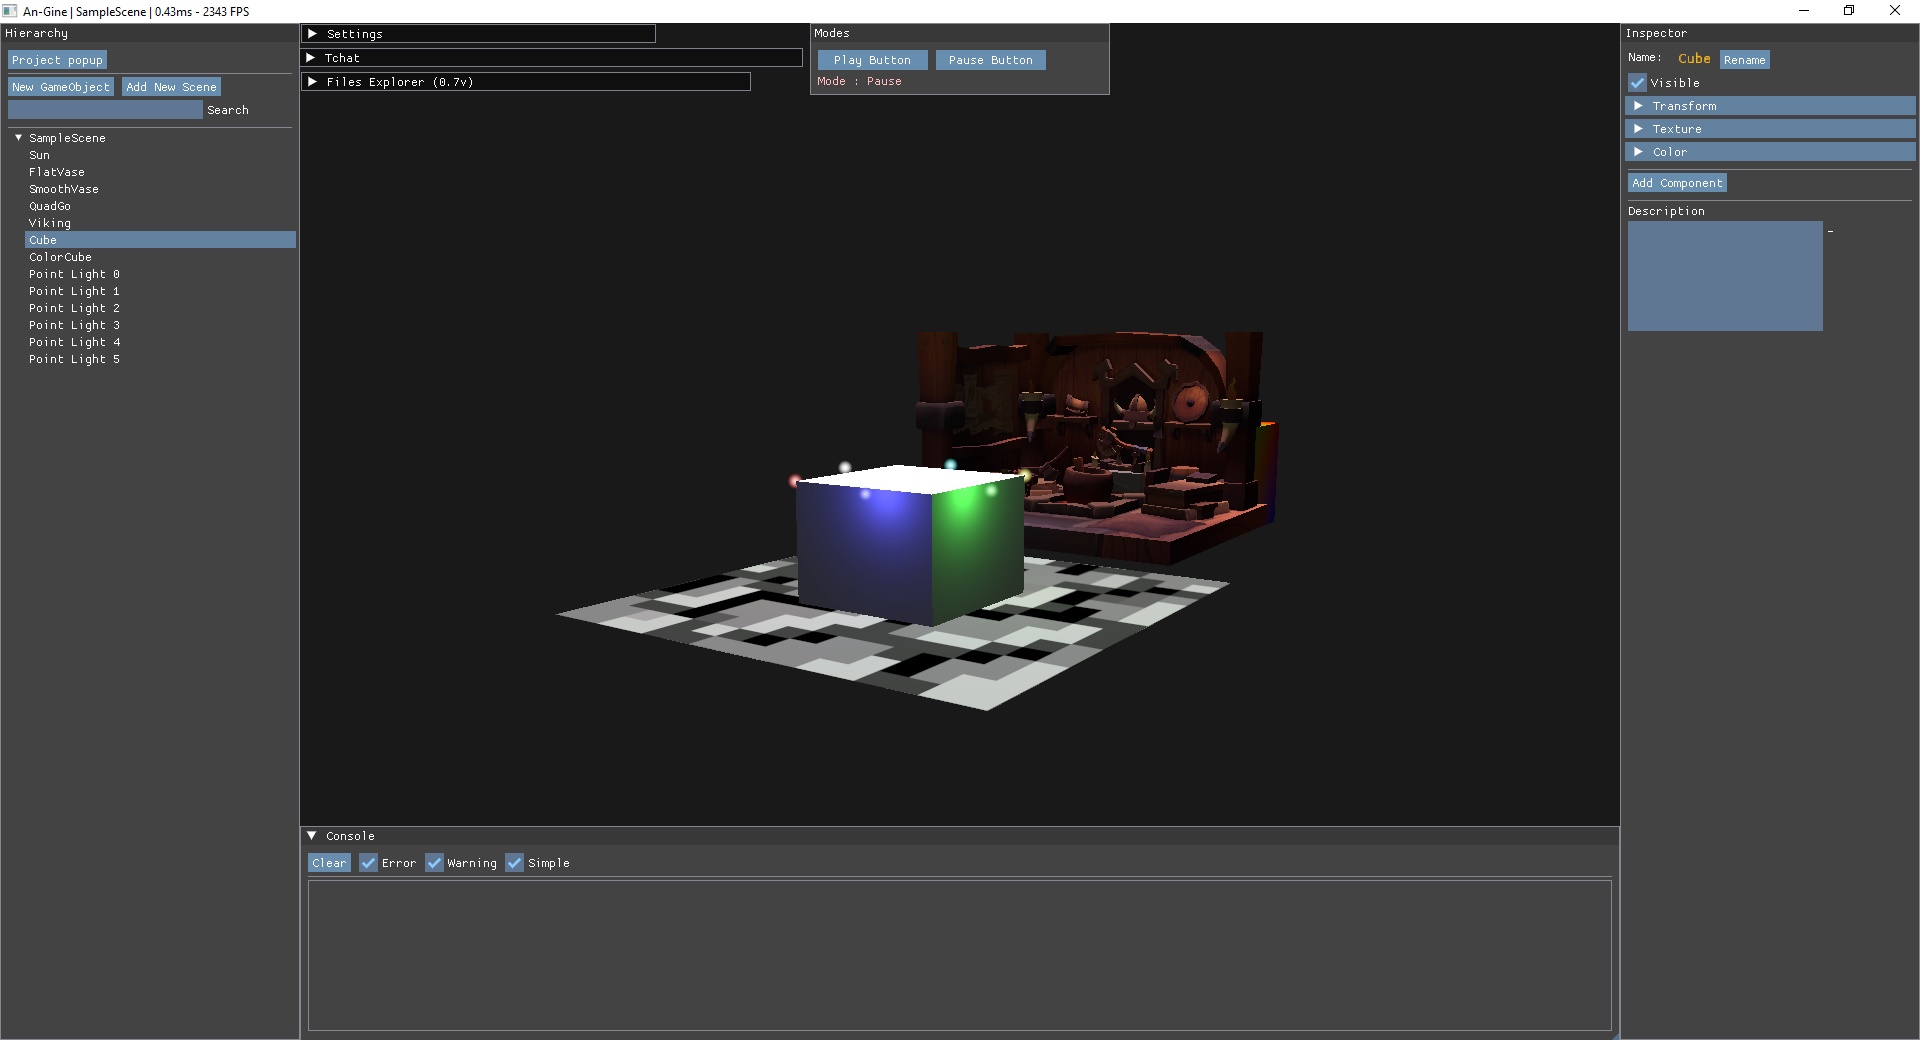 An-Gine | SampleScene | 0.43ms - 2343 FPS
Hierarchy
Project popup
New GameObject Add New Scene
Search
SampleScene
Sun
FlatVase
SmoothVase
QuadGo
Viking
Cube
ColorCube
Point Light 0
Point Light 1
Point Light 2
Point Light 3
Point Light 4
Point Light 5
Settings
Tchat
Files Explorer (0.7v)
Modes
Play Button Pause Button
Mode : Pause
Console
Clear Error Warning Simple
Inspector
Name: Cube Rename
Visible
Transform
Texture
Color
Add Component
Description
-